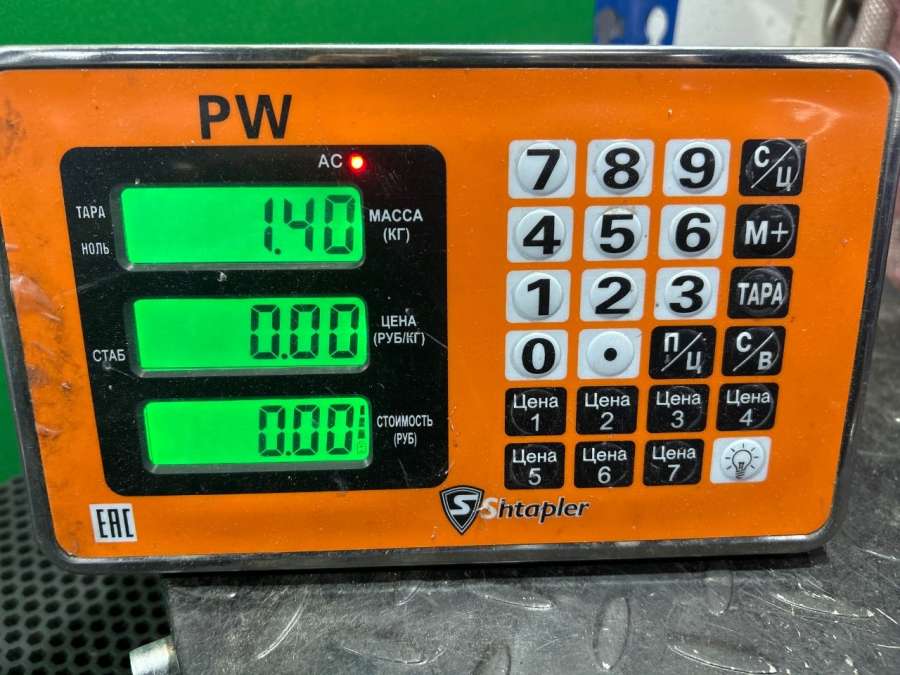 PW
AC
ТАРА
НОЛЬ
1.40
МАССА
(КГ)
СТАБ
0.00
ЦЕНА
(РУБ/КГ)
0.00
СТОИМОСТЬ
(РУБ)
7 8 9 С/Ц
4 5 6 М+
1 2 3 ТАРА
0 • П/Ц С/В
Цена 1 Цена 2 Цена 3 Цена 4
Цена 5 Цена 6 Цена 7
EAC
S Shtapler